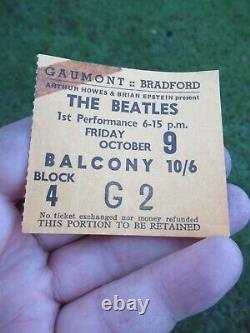 GAUMONT :: BRADFORD
ARTHUR HOWES & BRIAN EPSTEIN present
THE BEATLES
1st Performance 6-15 p.m.
FRIDAY
OCTOBER 9
BALCONY 10/6
BLOCK
4 G 2
No ticket exchanged nor money refunded
THIS PORTION TO BE RETAINED